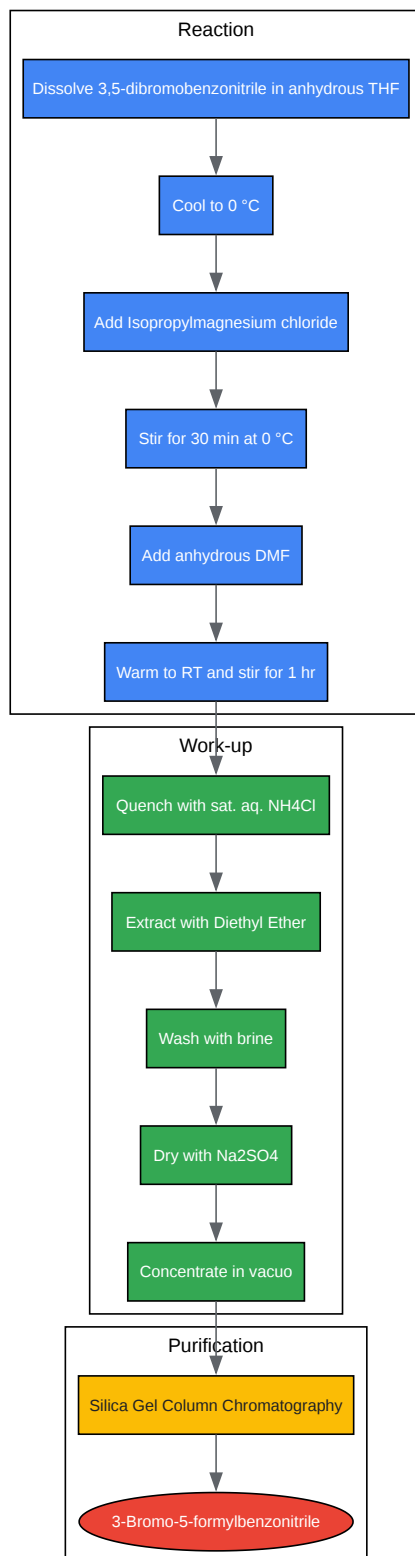 Reaction
Dissolve 3,5-dibromobenzonitrile in anhydrous THF
Cool to 0 °C
Add Isopropylmagnesium chloride
Stir for 30 min at 0 °C
Add anhydrous DMF
Warm to RT and stir for 1 hr
Work-up
Quench with sat. aq. NH4Cl
Extract with Diethyl Ether
Wash with brine
Dry with Na2SO4
Concentrate in vacuo
Purification
Silica Gel Column Chromatography
3-Bromo-5-formylbenzonitrile